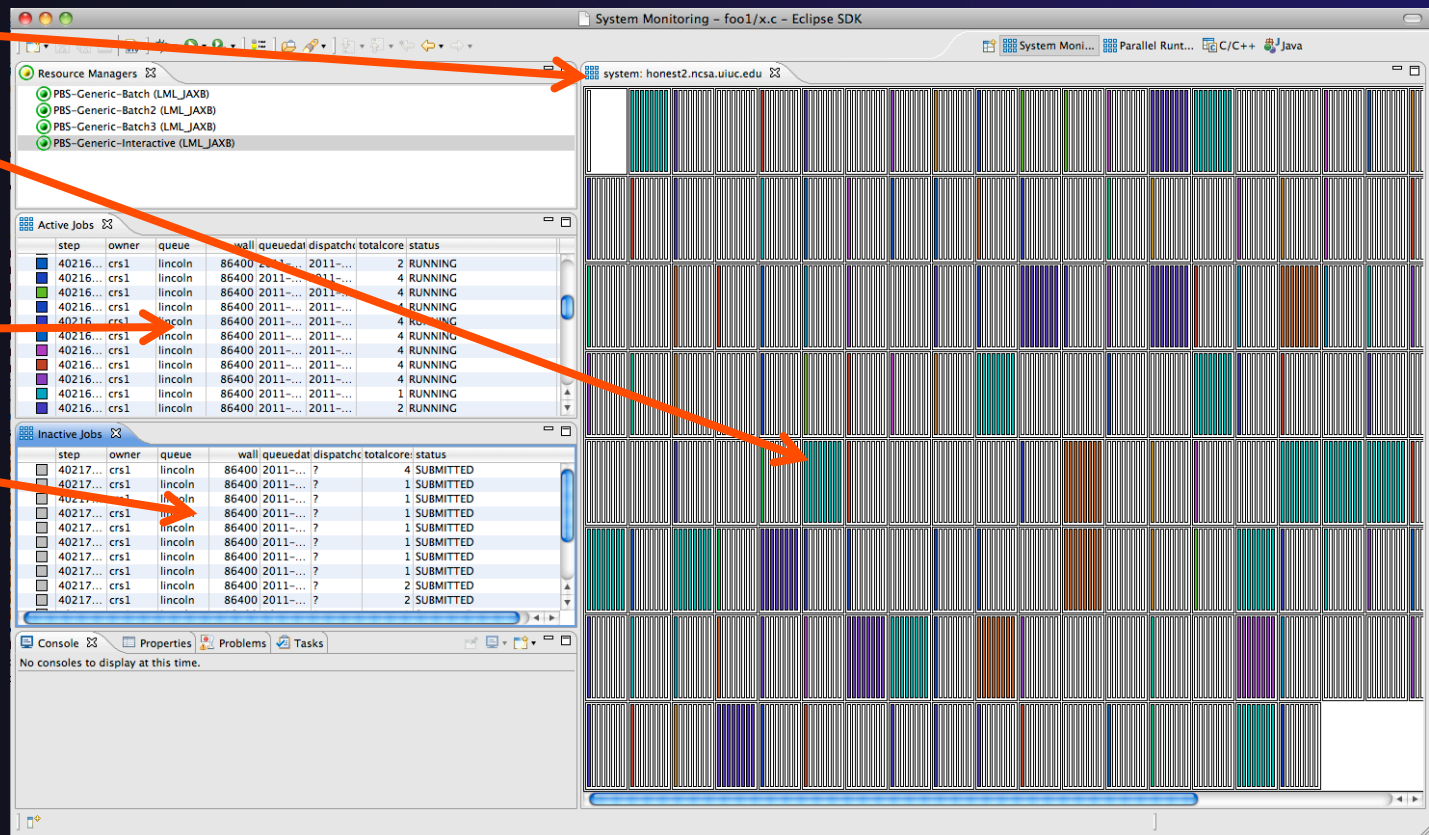 System Monitoring - foo1/x.c - Eclipse SDK
System Moni... Parallel Runt... C/C++ Java
Resource Managers
PBS-Generic-Batch (LML_JAXB)
PBS-Generic-Batch2 (LML_JAXB)
PBS-Generic-Batch3 (LML_JAXB)
PBS-Generic-Interactive (LML_JAXB)
Active Jobs
step owner queue wall queuedat dispatchc totalcore status
40216... crs1 lincoln 86400 2011-... 2011-... 2 RUNNING
40216... crs1 lincoln 86400 2011-... 2011-... 4 RUNNING
40216... crs1 lincoln 86400 2011-... 2011-... 4 RUNNING
40216... crs1 lincoln 86400 2011-... 2011-... 4 RUNNING
40216... crs1 lincoln 86400 2011-... 2011-... 4 RUNNING
40216... crs1 lincoln 86400 2011-... 2011-... 4 RUNNING
40216... crs1 lincoln 86400 2011-... 2011-... 4 RUNNING
40216... crs1 lincoln 86400 2011-... 2011-... 4 RUNNING
40216... crs1 lincoln 86400 2011-... 2011-... 4 RUNNING
40216... crs1 lincoln 86400 2011-... 2011-... 1 RUNNING
40216... crs1 lincoln 86400 2011-... 2011-... 2 RUNNING
Inactive Jobs
step owner queue wall queuedat dispatchc totalcore: status
40217... crs1 lincoln 86400 2011-... ? 4 SUBMITTED
40217... crs1 lincoln 86400 2011-... ? 1 SUBMITTED
40217... crs1 lincoln 86400 2011-... ? 1 SUBMITTED
40217... crs1 lincoln 86400 2011-... ? 1 SUBMITTED
40217... crs1 lincoln 86400 2011-... ? 1 SUBMITTED
40217... crs1 lincoln 86400 2011-... ? 1 SUBMITTED
40217... crs1 lincoln 86400 2011-... ? 1 SUBMITTED
40217... crs1 lincoln 86400 2011-... ? 1 SUBMITTED
40217... crs1 lincoln 86400 2011-... ? 2 SUBMITTED
40217... crs1 lincoln 86400 2011-... ? 2 SUBMITTED
Console Properties Problems Tasks
No consoles to display at this time.
system: honest2.ncsa.uiuc.edu